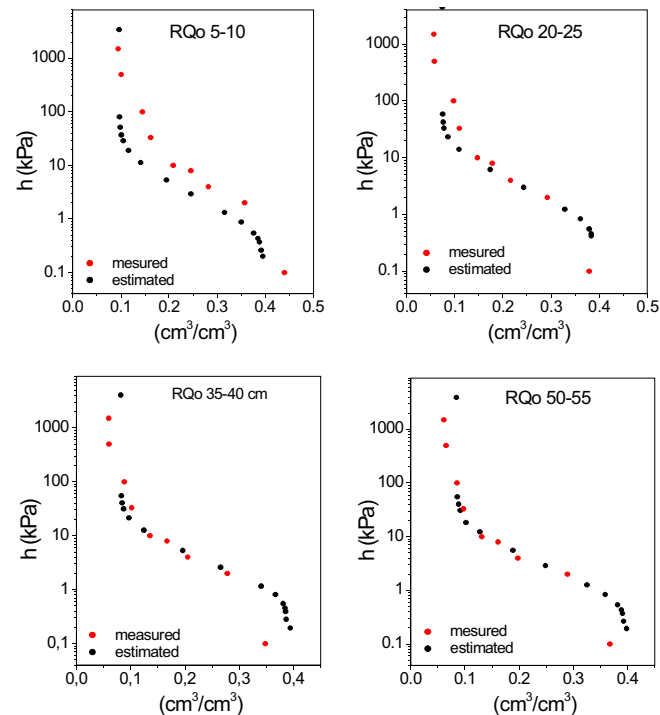 RQo 5-10
1000
100
10
1
0.1
h (kPa)
mesured
estimated
0.0 0.1 0.2 0.3 0.4 0.5
(cm³/cm³)
RQo 20-25
1000
100
10
1
0.1
h (kPa)
mesured
estimated
0.0 0.1 0.2 0.3 0.4 0.5
(cm³/cm³)
RQo 35-40 cm
1000
100
10
1
0,1
h (kPa)
measured
estimated
0,0 0,1 0,2 0,3 0,4
(cm³/cm³)
RQo 50-55
1000
100
10
1
0.1
h (kPa)
mesured
estimated
0.0 0.1 0.2 0.3 0.4
(cm³/cm³)